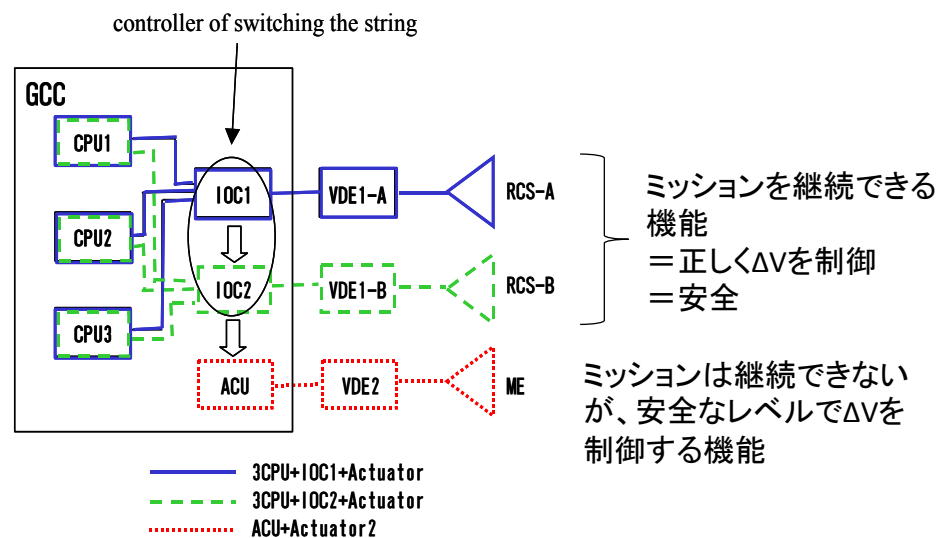 controller of switching the string
GCC
CPU1
CPU2
CPU3
IOC1
IOC2
ACU
VDE1-A
VDE1-B
VDE2
RCS-A
RCS-B
ME
ミッションを継続できる
機能
＝正しくΔVを制御
＝安全
ミッションは継続できない
が、安全なレベルでΔVを
制御する機能
3CPU+IOC1+Actuator
3CPU+IOC2+Actuator
ACU+Actuator2